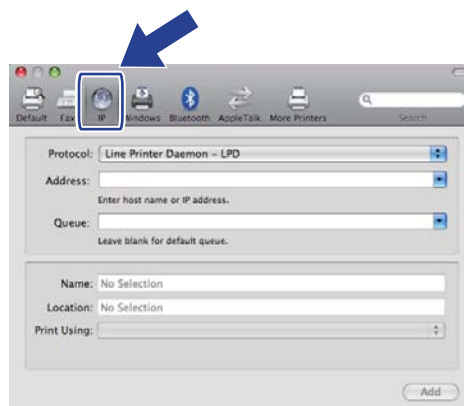 Default Fax IP Windows Bluetooth AppleTalk More Printers Search
Protocol: Line Printer Daemon – LPD
Address:
Enter host name or IP address.
Queue:
Leave blank for default queue.
Name: No Selection
Location: No Selection
Print Using:
Add